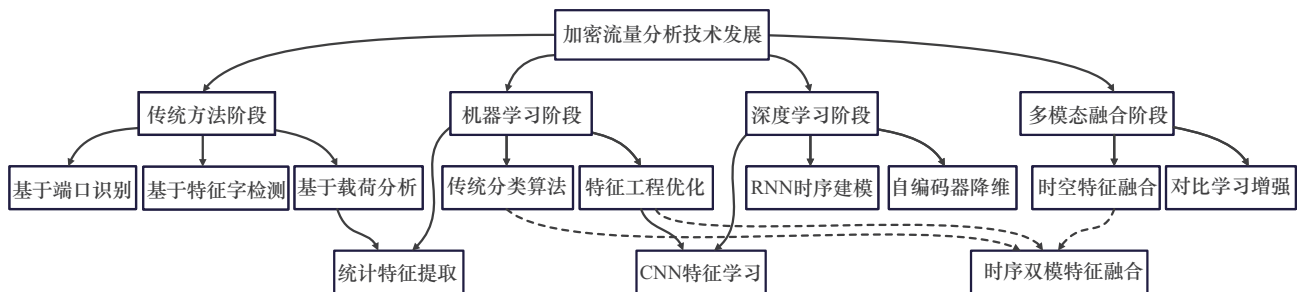 加密流量分析技术发展
传统方法阶段
机器学习阶段
深度学习阶段
多模态融合阶段
基于端口识别
基于特征字检测
基于载荷分析
传统分类算法
特征工程优化
RNN时序建模
自编码器降维
时空特征融合
对比学习增强
统计特征提取
CNN特征学习
时序双模特征融合